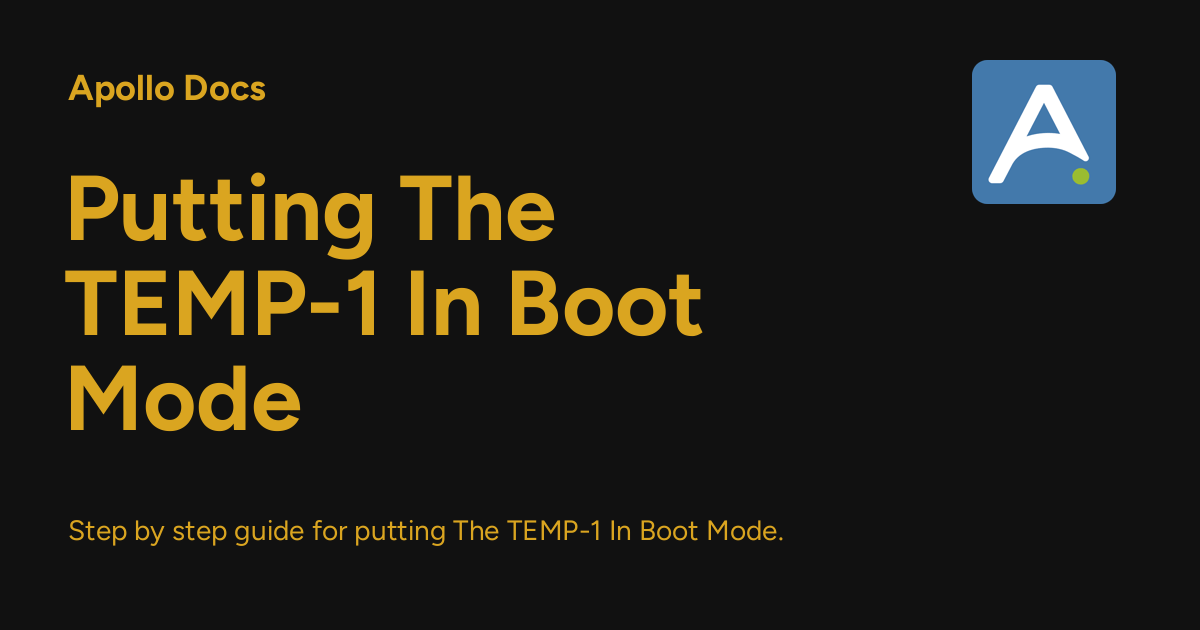 Apollo Docs
Putting The
TEMP-1 In Boot
Mode
Step by step guide for putting The TEMP-1 In Boot Mode.